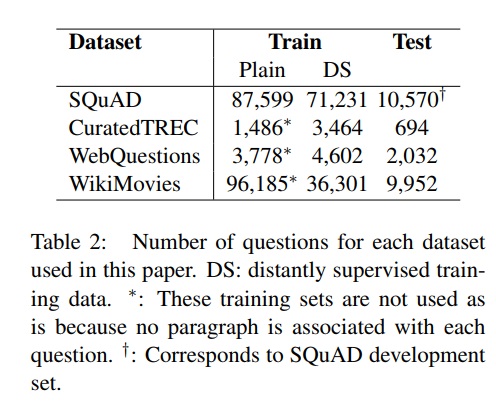 Dataset Train Test
Plain DS
SQuAD 87,599 71,231 10,570†
CuratedTREC 1,486* 3,464 694
WebQuestions 3,778* 4,602 2,032
WikiMovies 96,185* 36,301 9,952
Table 2: Number of questions for each dataset
used in this paper. DS: distantly supervised train-
ing data. *: These training sets are not used as
is because no paragraph is associated with each
question. †: Corresponds to SQuAD development
set.